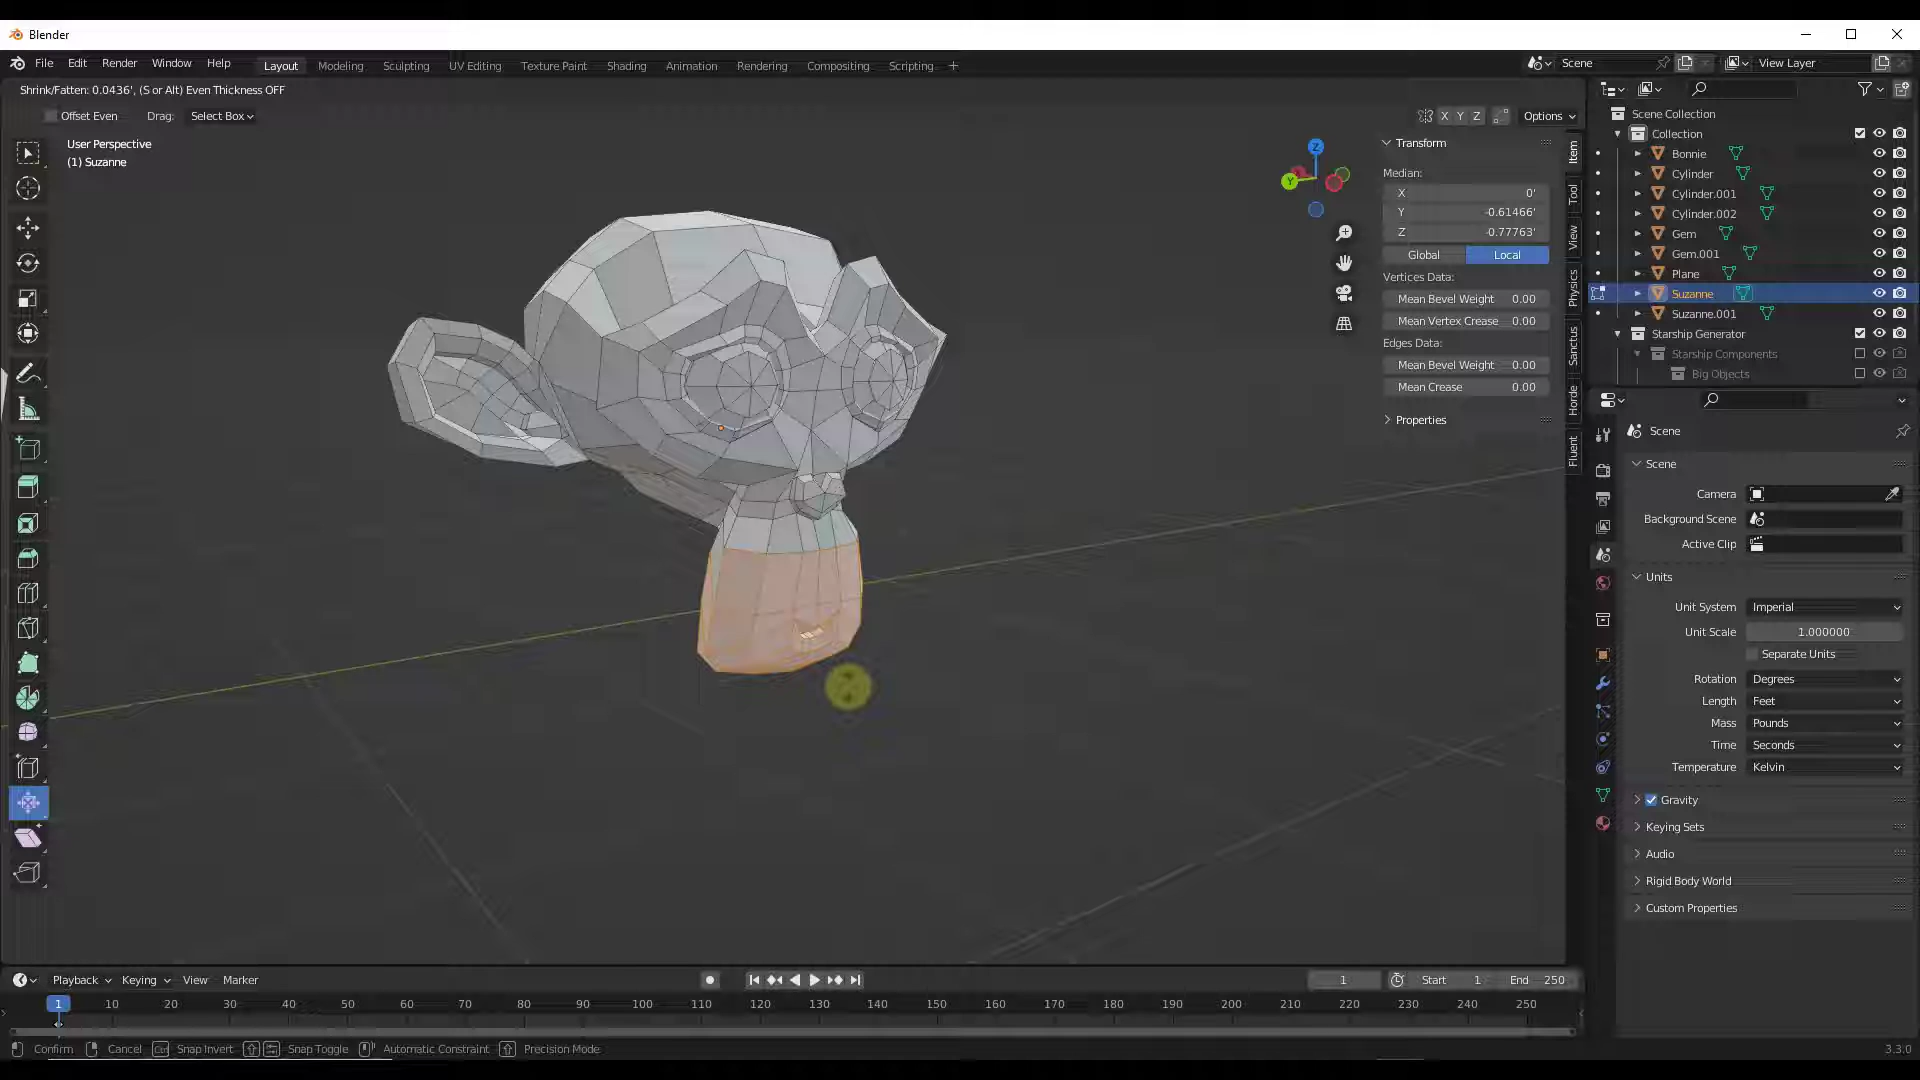 Blender
File Edit Render Window Help
Layout Modeling Sculpting UV Editing Texture Paint Shading Animation Rendering Compositing Scripting +
Scene
View Layer
Shrink/Fatten: 0.0436', (S or Alt) Even Thickness OFF
Offset Even Drag: Select Box
X Y Z Options
User Perspective
(1) Suzanne
Z
Y
Transform
Median:
X 0'
Y -0.61466'
Z -0.77763'
Global Local
Vertices Data:
Mean Bevel Weight 0.00
Mean Vertex Crease 0.00
Edges Data:
Mean Bevel Weight 0.00
Mean Crease 0.00
Properties
Item
Tool
View
Physics
Sanctus
Horde
Fluent
Scene Collection
Collection
Bonnie
Cylinder
Cylinder.001
Cylinder.002
Gem
Gem.001
Plane
Suzanne
Suzanne.001
Starship Generator
Starship Components
Big Objects
Scene
Scene
Camera
Background Scene
Active Clip
Units
Unit System Imperial
Unit Scale 1.000000
Separate Units
Rotation Degrees
Length Feet
Mass Pounds
Time Seconds
Temperature Kelvin
Gravity
Keying Sets
Audio
Rigid Body World
Custom Properties
Playback Keying View Marker
1 Start 1 End 250
1 10 20 30 40 50 60 70 80 90 100 110 120 130 140 150 160 170 180 190 200 210 220 230 240 250
Confirm Cancel Ctrl Snap Invert Snap Toggle Automatic Constraint Precision Mode
3.3.0